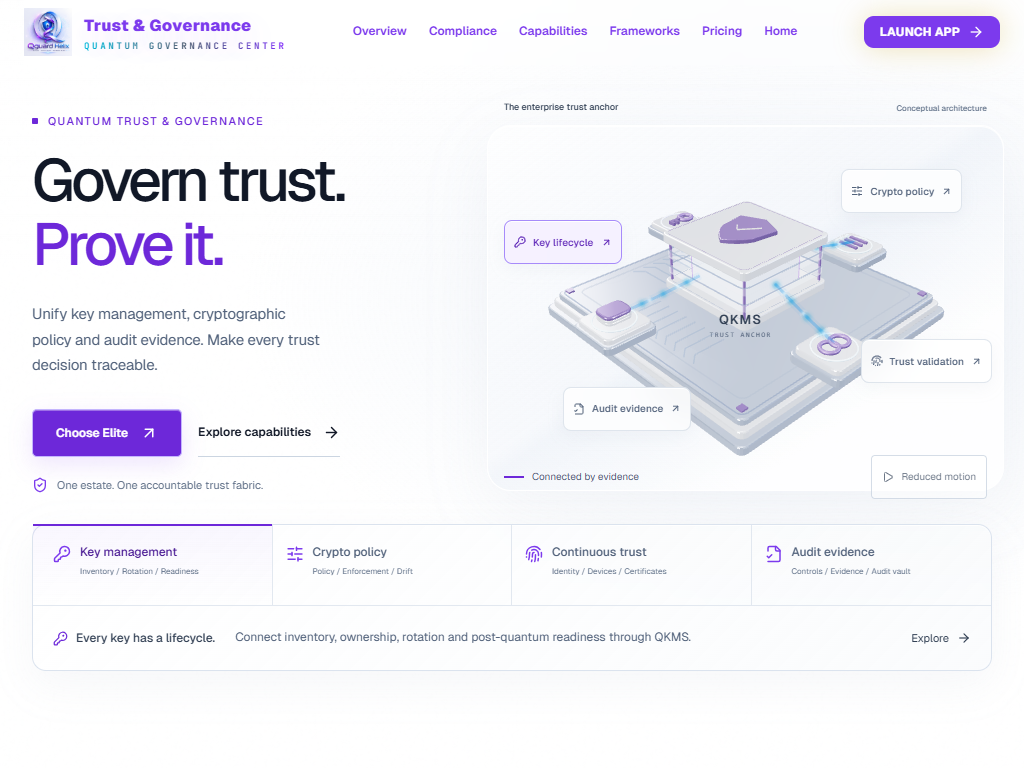 Qguard Helix
Trust & Governance
QUANTUM GOVERNANCE CENTER
Overview
Compliance
Capabilities
Frameworks
Pricing
Home
LAUNCH APP
QUANTUM TRUST & GOVERNANCE
Govern trust.
Prove it.
Unify key management, cryptographic
policy and audit evidence. Make every trust
decision traceable.
Choose Elite
Explore capabilities
One estate. One accountable trust fabric.
The enterprise trust anchor
Conceptual architecture
Crypto policy
Key lifecycle
QKMS
TRUST ANCHOR
Trust validation
Audit evidence
Connected by evidence
Reduced motion
Key management
Inventory / Rotation / Readiness
Crypto policy
Policy / Enforcement / Drift
Continuous trust
Identity / Devices / Certificates
Audit evidence
Controls / Evidence / Audit vault
Every key has a lifecycle.
Connect inventory, ownership, rotation and post-quantum readiness through QKMS.
Explore